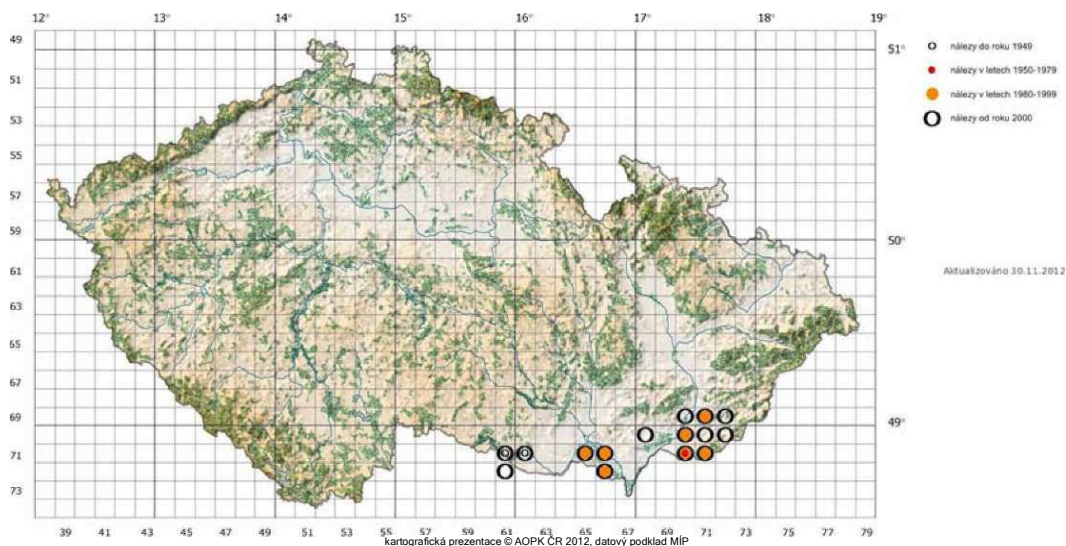 12° 13° 14° 15° 16° 17° 18° 19°
49
51°
51
53
55
57
59
50°
61
63
65
67
69
49°
71
73
39 41 43 45 47 49 51 53 55 57 59 61 63 65 67 69 71 73 75 77 79
nálezy do roku 1949
nálezy v letech 1950-1979
nálezy v letech 1980-1999
nálezy od roku 2000
Aktualizováno 30.11.2012
kartografická prezentace © AOPK ČR 2012, datový podklad MÍP